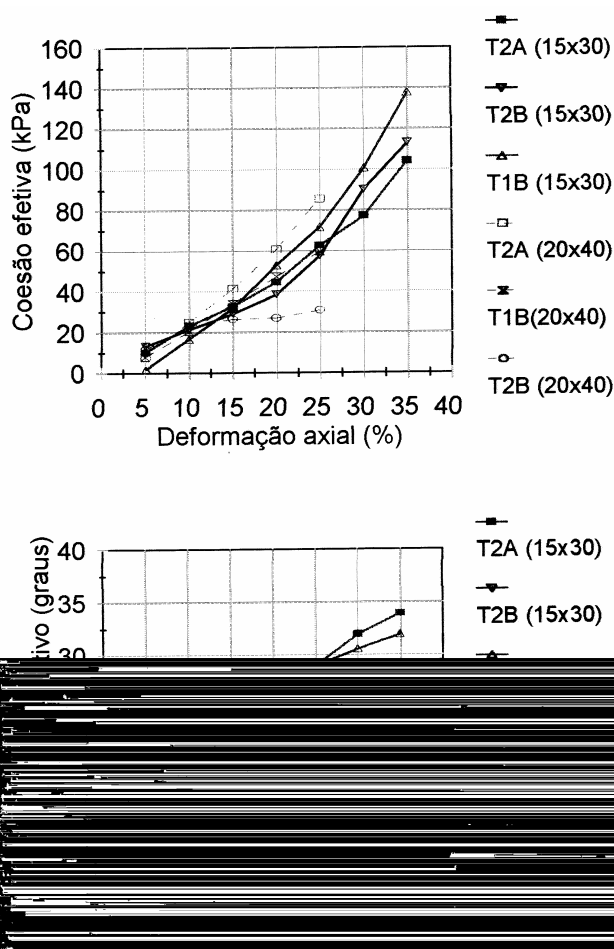 160
140
120
100
80
60
40
20
0
Coesão efetiva (kPa)
0 5 10 15 20 25 30 35 40
Deformação axial (%)
T2A (15x30)
T2B (15x30)
T1B (15x30)
T2A (20x40)
T1B(20x40)
T2B (20x40)
40
35
30
(graus)
T2A (15x30)
T2B (15x30)